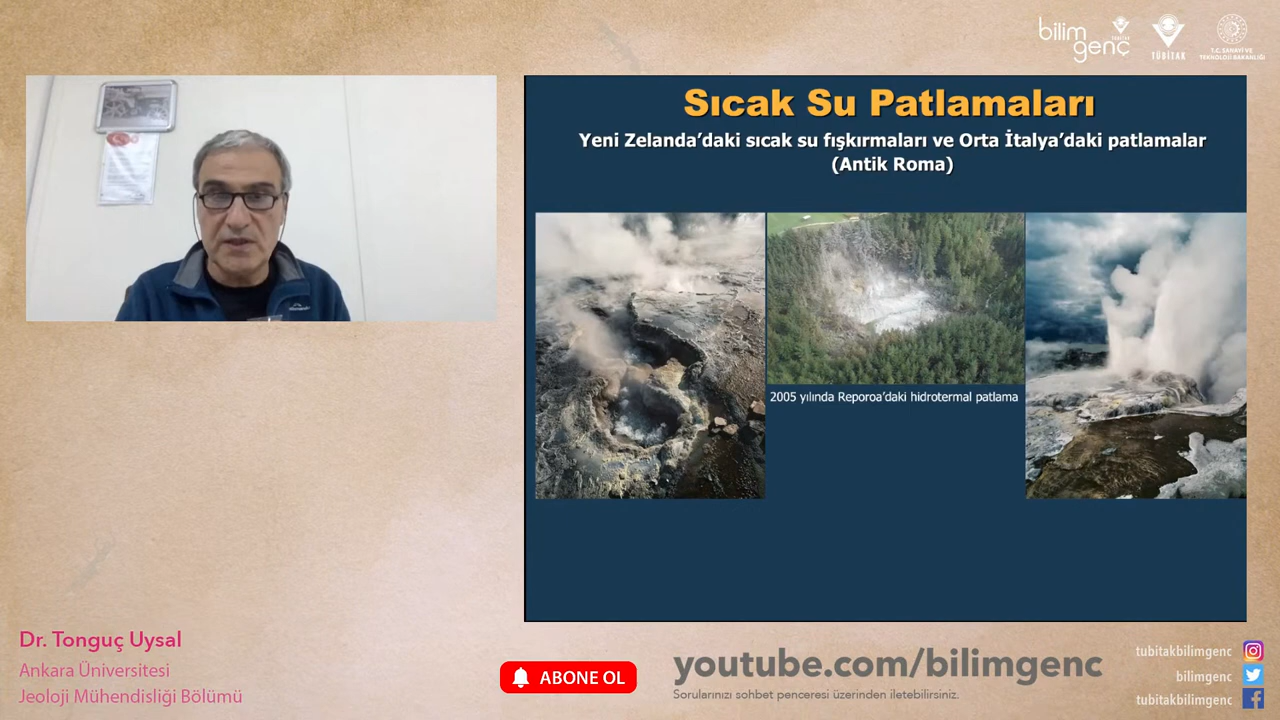 bilim
genç
TÜBİTAK
TÜBİTAK
T.C. SANAYİ VE
TEKNOLOJİ BAKANLIĞI
Sıcak Su Patlamaları
Yeni Zelanda’daki sıcak su fışkırmaları ve Orta İtalya’daki patlamalar
(Antik Roma)
2005 yılında Reporoa’daki hidrotermal patlama
Dr. Tonguç Uysal
Ankara Üniversitesi
Jeoloji Mühendisliği Bölümü
ABONE OL
youtube.com/bilimgenc
Sorularınızı sohbet penceresi üzerinden iletebilirsiniz.
tubitakbilimgenc
bilimgenc
tubitakbilimgenc